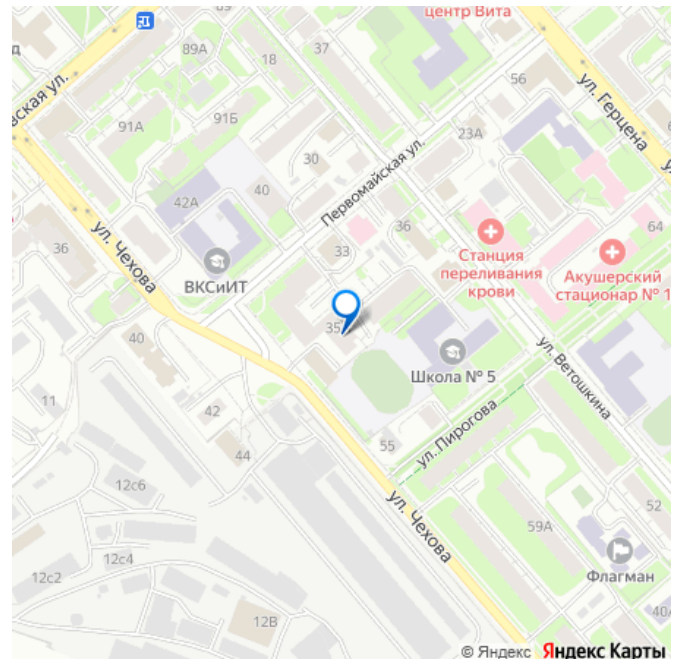 центр Вита
89А
37
18
56
вская ул.
ул. Герцена
91А
91Б
23А
30
Первомайская ул.
42А
40
36
64
36
33
ул. Чехова
ВКСиИТ
Станция
переливания
крови
Акушерский
стационар № 1
35
40
Школа № 5
ул. Ветошкина
11
42
ул. Пирогова
55
44
12с6
ул. Чехова
59А
52
12с4
Флагман
12с2
12В
40
© Яндекс Яндекс Карты